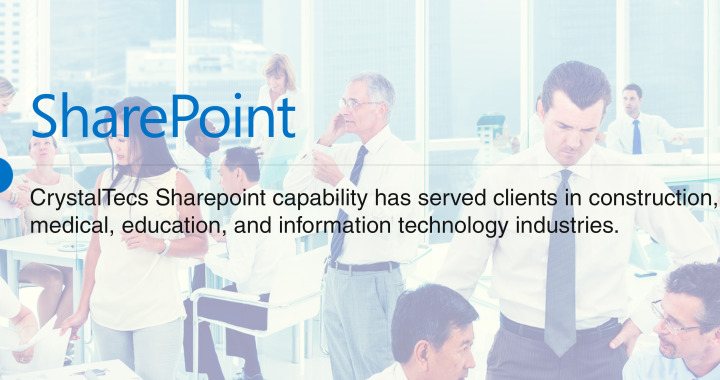 SharePoint
CrystalTecs Sharepoint capability has served clients in construction,
medical, education, and information technology industries.